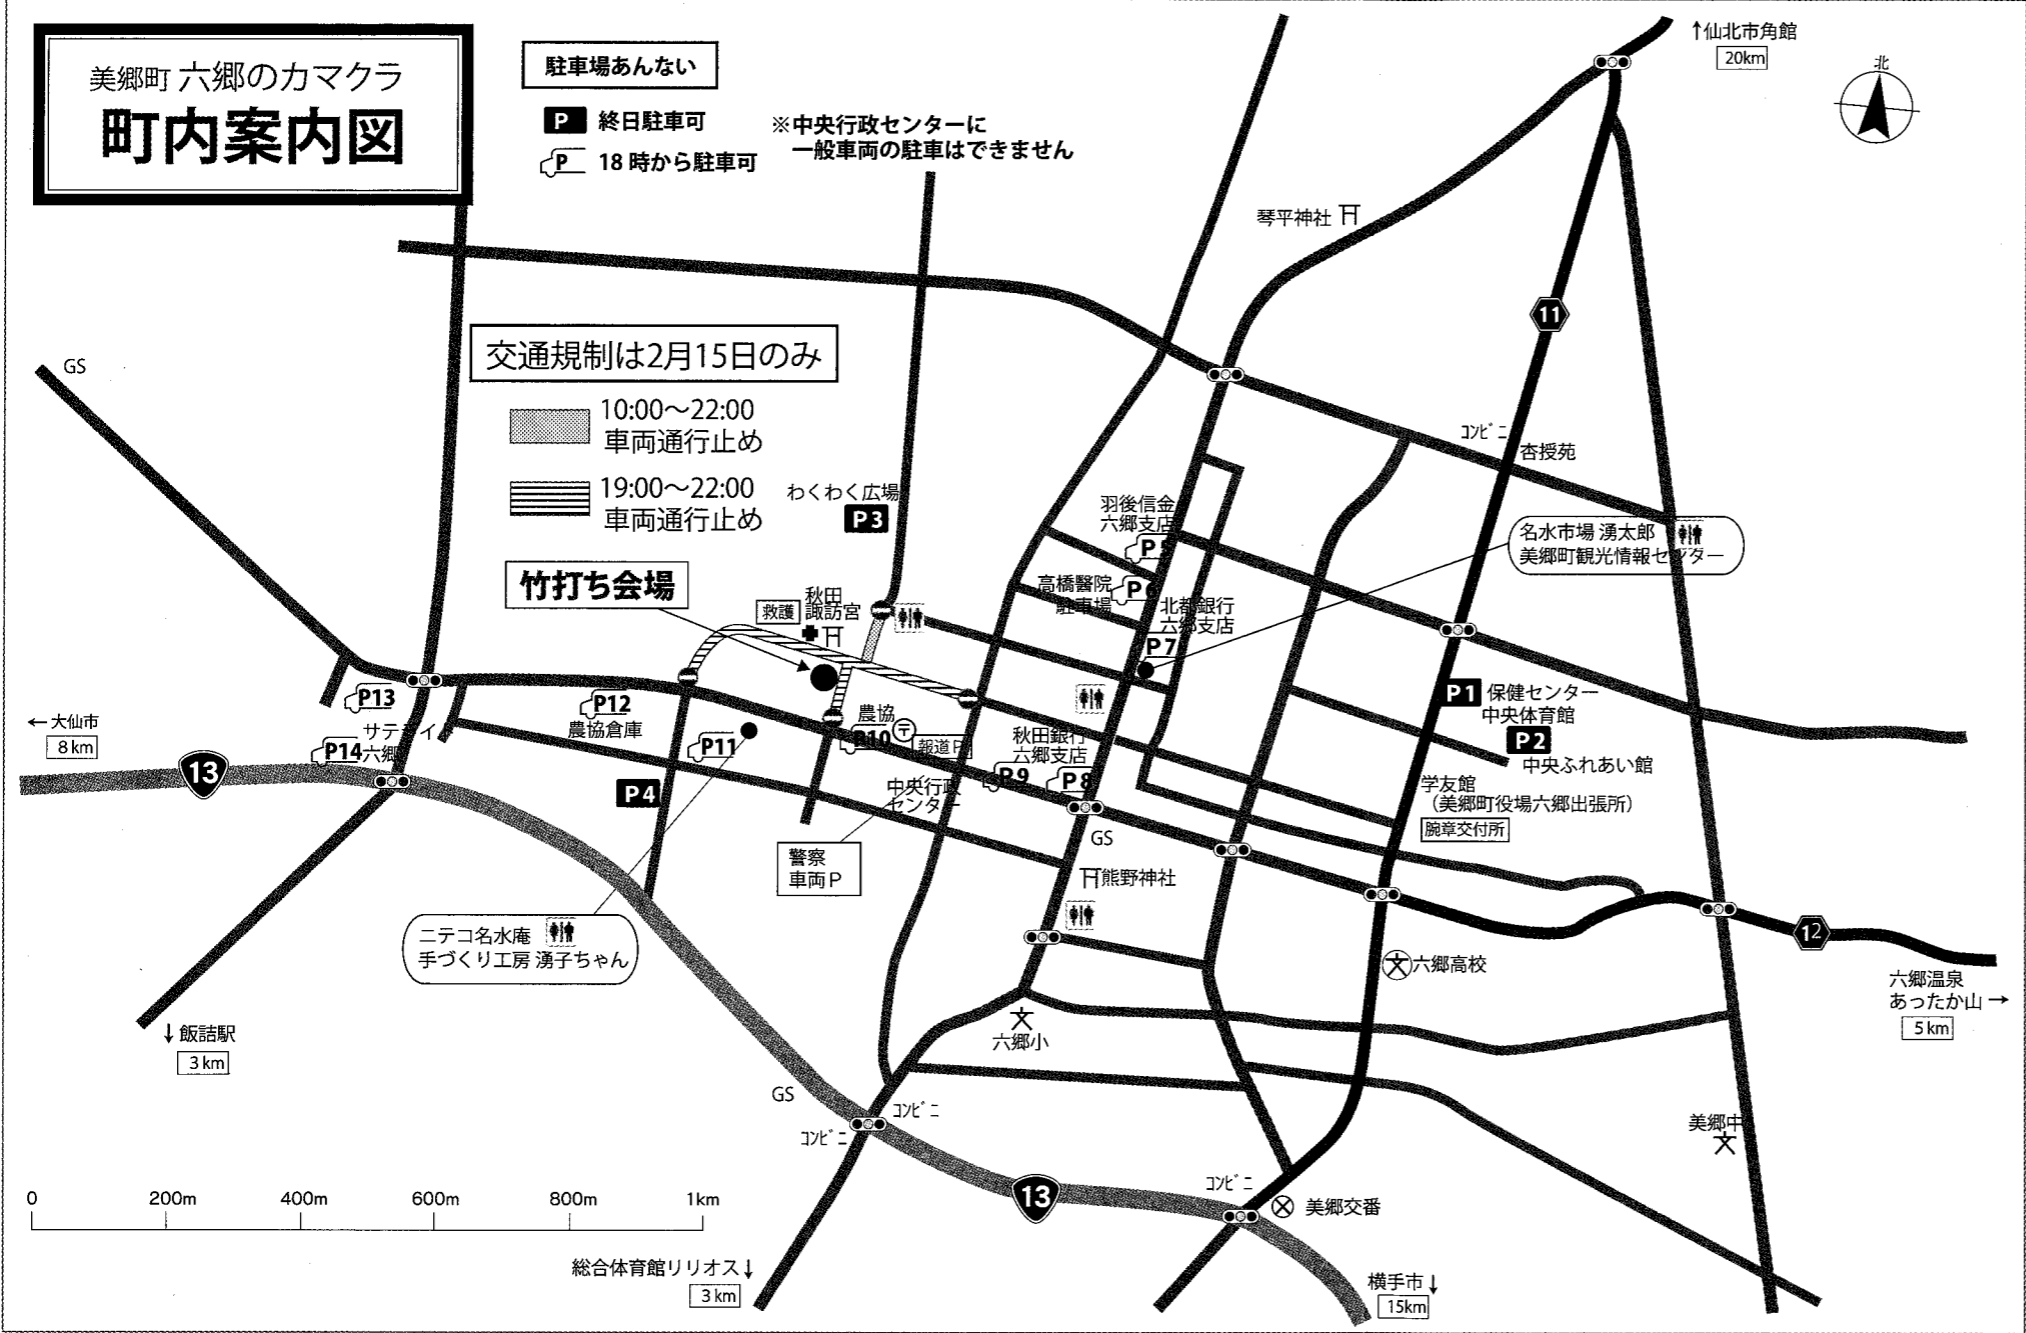 美郷町 六郷のカマクラ
町内案内図
駐車場あんない
P 終日駐車可
P 18時から駐車可
※中央行政センターに
一般車両の駐車はできません
↑仙北市角館
20km
北
琴平神社
11
GS
交通規制は2月15日のみ
10:00～22:00
車両通行止め
19:00～22:00
車両通行止め
わくわく広場
P3
コンビニ
杏授苑
羽後信金
六郷支店
P5
名水市場 湧太郎
美郷町観光情報センター
竹打ち会場
救護
秋田
諏訪宮
高橋醫院
駐車場
P6
北都銀行
六郷支店
P7
P13
P12
農協倉庫
農協
P10
報道P
秋田銀行
六郷支店
P1 保健センター
中央体育館
P2
中央ふれあい館
←大仙市
8km
サテライト
六郷
P14
13
P11
P4
P9
P8
中央行政
センター
学友館
（美郷町役場六郷出張所）
腕章交付所
GS
警察
車両P
熊野神社
ニテコ名水庵
手づくり工房 湧子ちゃん
12
六郷高校
六郷温泉
あったか山→
5km
↓飯詰駅
3km
六郷小
GS
コンビニ
コンビニ
美郷中
0 200m 400m 600m 800m 1km
13
コンビニ
美郷交番
総合体育館リリオス↓
3km
横手市↓
15km